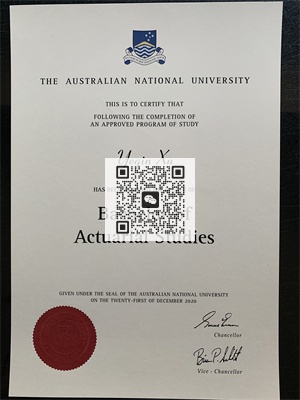 THE AUSTRALIAN NATIONAL UNIVERSITY
THIS IS TO CERTIFY THAT
FOLLOWING THE COMPLETION OF
AN APPROVED PROGRAM OF STUDY
HAS
OF
Actuarial Studies
GIVEN UNDER THE SEAL OF THE AUSTRALIAN NATIONAL UNIVERSITY
ON THE TWENTY-FIRST OF DECEMBER 2020
Chancellor
Vice - Chancellor